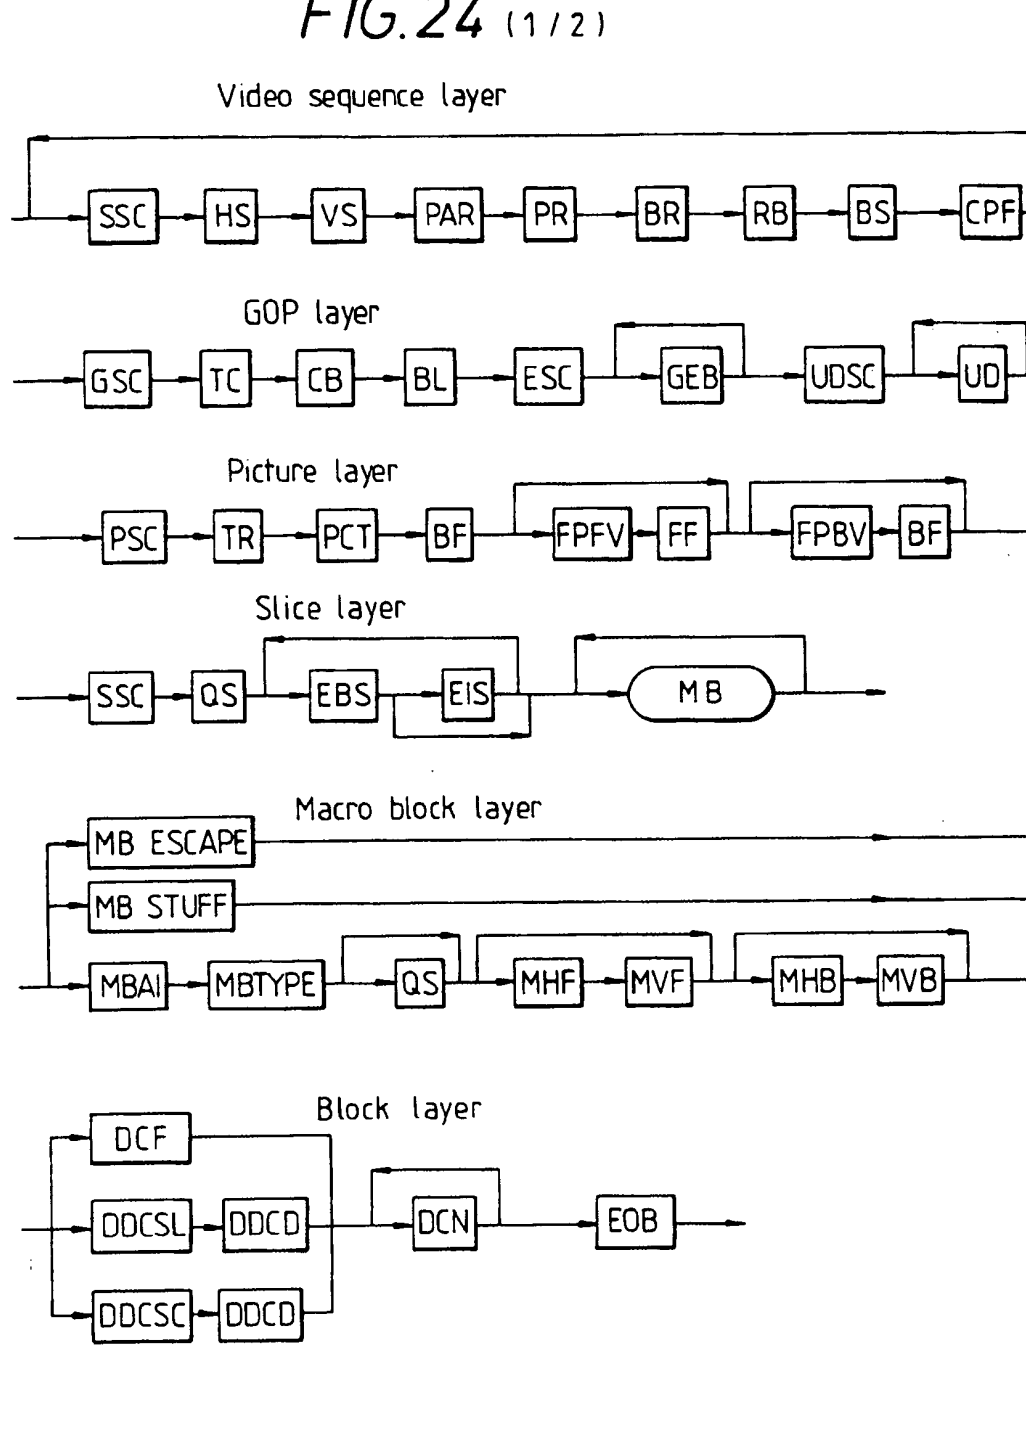 FIG.24 (1/2)
Video sequence layer
SSC HS VS PAR PR BR RB BS CPF
GOP layer
GSC TC CB BL ESC GEB UDSC UD
Picture layer
PSC TR PCT BF FPFV FF FPBV BF
Slice layer
SSC QS EBS EIS MB
Macro block layer
MB ESCAPE
MB STUFF
MBAI MBTYPE QS MHF MVF MHB MVB
Block layer
DCF
DDCSL DDCD DCN EOB
DDCSC DDCD